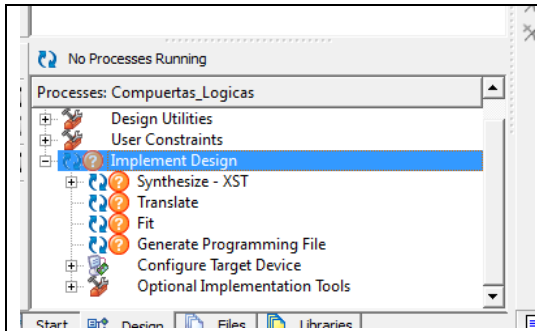 No Processes Running
Processes: Compuertas_Logicas
Design Utilities
User Constraints
Implement Design
Synthesize - XST
Translate
Fit
Generate Programming File
Configure Target Device
Optional Implementation Tools
Start Design Files Libraries